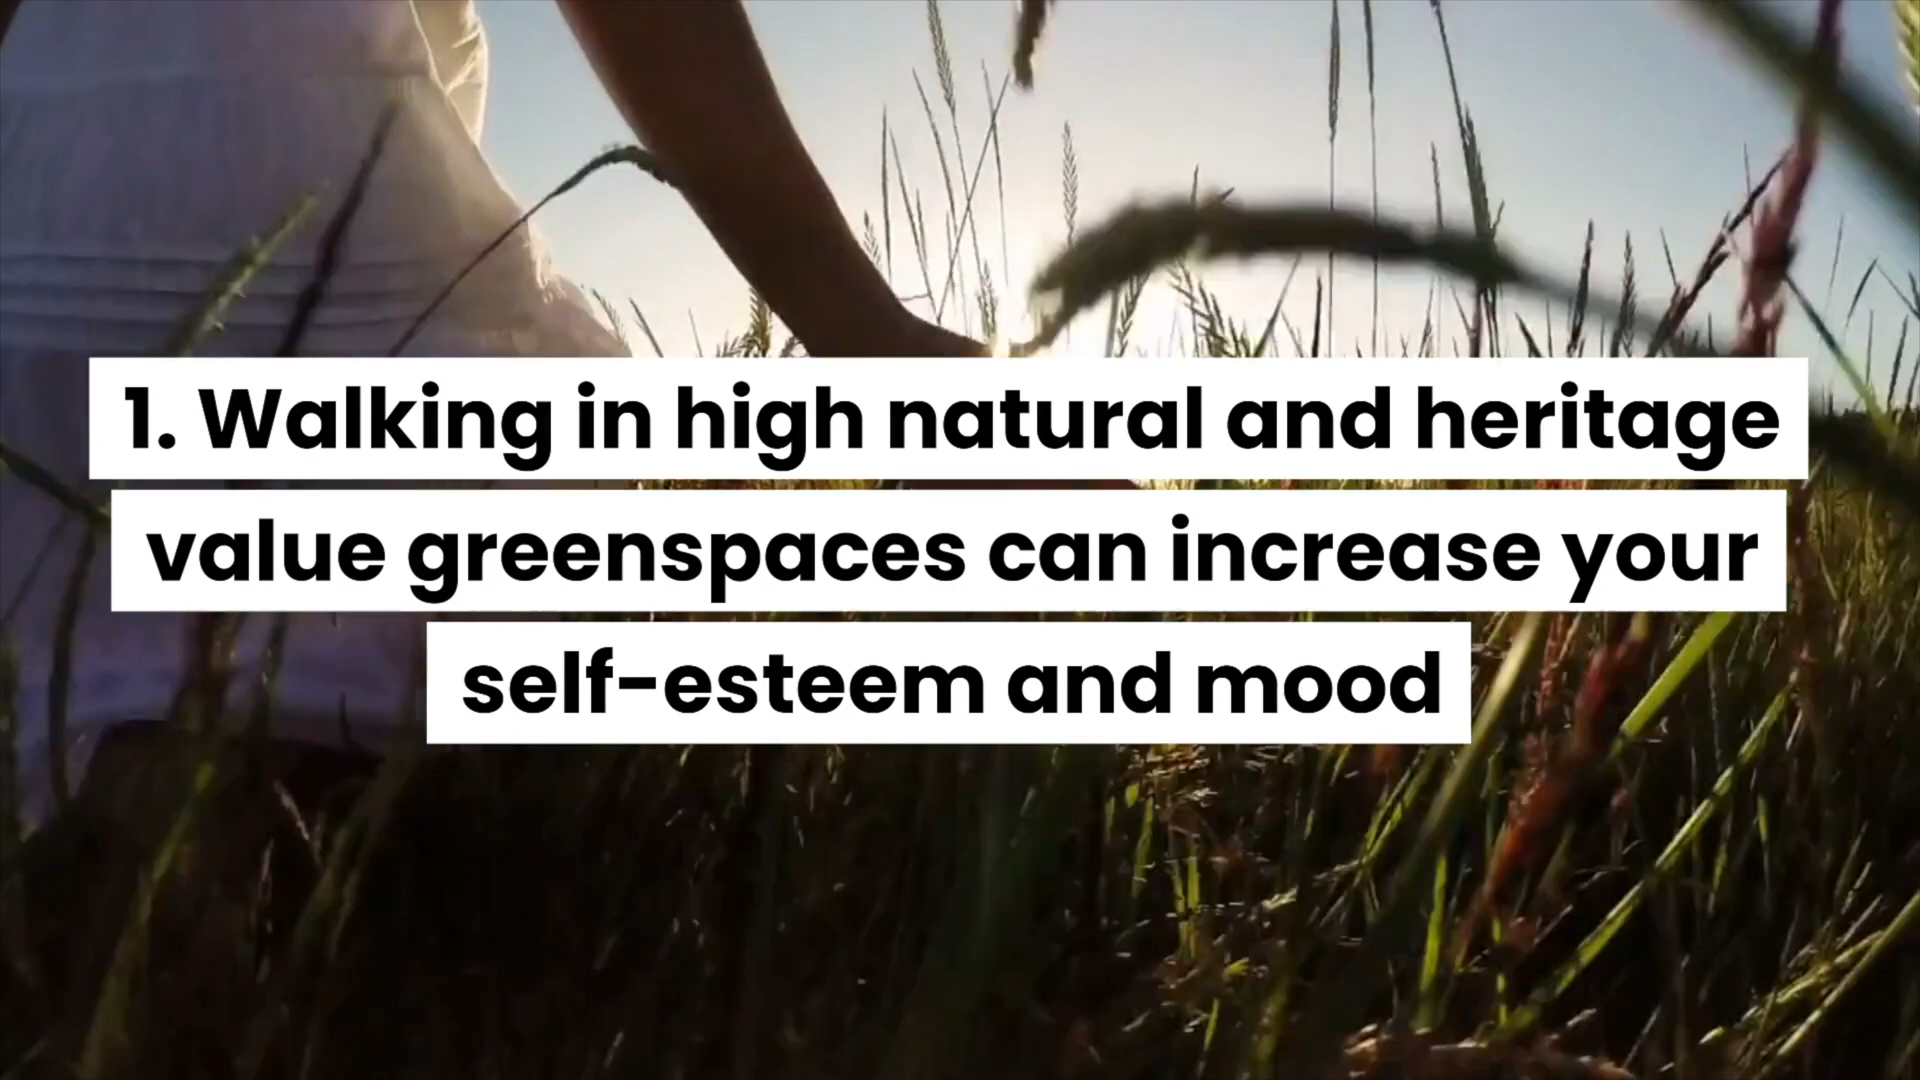 1. Walking in high natural and heritage
value greenspaces can increase your
self-esteem and mood